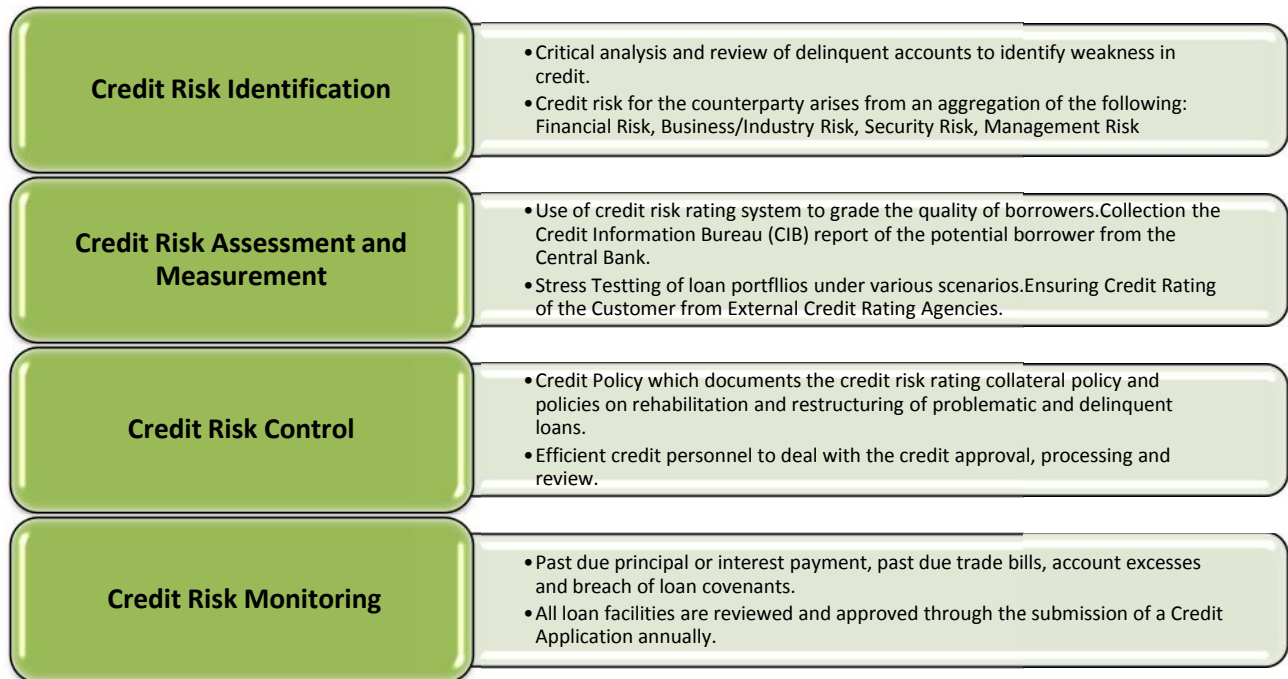 Credit Risk Identification
•Critical analysis and review of delinquent accounts to identify weakness in
credit.
•Credit risk for the counterparty arises from an aggregation of the following:
Financial Risk, Business/Industry Risk, Security Risk, Management Risk
Credit Risk Assessment and
Measurement
•Use of credit risk rating system to grade the quality of borrowers.Collection the
Credit Information Bureau (CIB) report of the potential borrower from the
Central Bank.
•Stress Testting of loan portfllios under various scenarios.Ensuring Credit Rating
of the Customer from External Credit Rating Agencies.
Credit Risk Control
•Credit Policy which documents the credit risk rating collateral policy and
policies on rehabilitation and restructuring of problematic and delinquent
loans.
•Efficient credit personnel to deal with the credit approval, processing and
review.
Credit Risk Monitoring
•Past due principal or interest payment, past due trade bills, account excesses
and breach of loan covenants.
•All loan facilities are reviewed and approved through the submission of a Credit
Application annually.